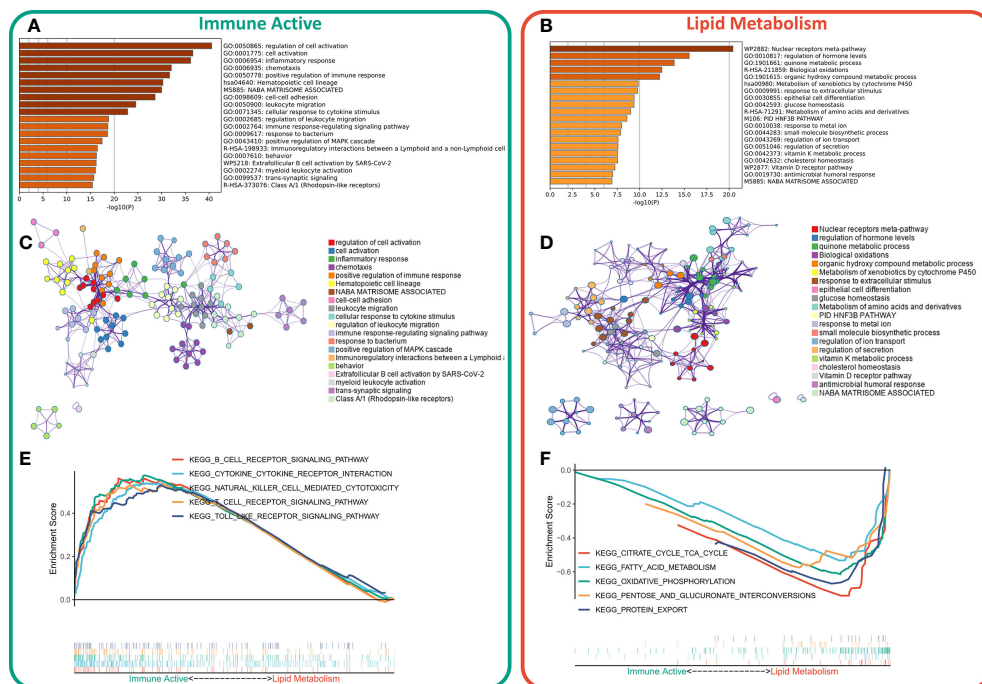 Immune Active
Lipid Metabolism
A
GO:0050865: regulation of cell activation
GO:0001775: cell activation
GO:0006954: inflammatory response
GO:0006935: chemotaxis
GO:0050778: positive regulation of immune response
hsa04640: Hematopoietic cell lineage
M5885: NABA MATRISOME ASSOCIATED
GO:0098609: cell-cell adhesion
GO:0050900: leukocyte migration
GO:0071345: cellular response to cytokine stimulus
GO:0002685: regulation of leukocyte migration
GO:0002764: immune response-regulating signaling pathway
GO:0009617: response to bacterium
GO:0043410: positive regulation of MAPK cascade
R-HSA-198933: Immunoregulatory interactions between a Lymphoid and a non-Lymphoid cell
GO:0007610: behavior
WP5218: Extrafollicular B cell activation by SARS-CoV-2
GO:0002274: myeloid leukocyte activation
GO:0099537: trans-synaptic signaling
R-HSA-373076: Class A/1 (Rhodopsin-like receptors)
0 5 10 15 20 25 30 35 40
-log10(P)
B
WP2882: Nuclear receptors meta-pathway
GO:0010817: regulation of hormone levels
GO:1901661: quinone metabolic process
R-HSA-211859: Biological oxidations
GO:1901615: organic hydroxy compound metabolic process
hsa00980: Metabolism of xenobiotics by cytochrome P450
GO:0009991: response to extracellular stimulus
GO:0030855: epithelial cell differentiation
GO:0042593: glucose homeostasis
R-HSA-71291: Metabolism of amino acids and derivatives
M106: PID HNF3B PATHWAY
GO:0010038: response to metal ion
GO:0044283: small molecule biosynthetic process
GO:0043269: regulation of ion transport
GO:0051046: regulation of secretion
GO:0042373: vitamin K metabolic process
GO:0042632: cholesterol homeostasis
WP2877: Vitamin D receptor pathway
GO:0019730: antimicrobial humoral response
M5885: NABA MATRISOME ASSOCIATED
0.0 2.5 5.0 7.5 10.0 12.5 15.0 17.5 20.0
-log10(P)
C
regulation of cell activation
cell activation
inflammatory response
chemotaxis
positive regulation of immune response
Hematopoietic cell lineage
NABA MATRISOME ASSOCIATED
cell-cell adhesion
leukocyte migration
cellular response to cytokine stimulus
regulation of leukocyte migration
immune response-regulating signaling pathway
response to bacterium
positive regulation of MAPK cascade
Immunoregulatory interactions between a Lymphoid
behavior
Extrafollicular B cell activation by SARS-CoV-2
myeloid leukocyte activation
trans-synaptic signaling
Class A/1 (Rhodopsin-like receptors)
D
Nuclear receptors meta-pathway
regulation of hormone levels
quinone metabolic process
Biological oxidations
organic hydroxy compound metabolic process
Metabolism of xenobiotics by cytochrome P450
response to extracellular stimulus
epithelial cell differentiation
glucose homeostasis
Metabolism of amino acids and derivatives
PID HNF3B PATHWAY
response to metal ion
small molecule biosynthetic process
regulation of ion transport
regulation of secretion
vitamin K metabolic process
cholesterol homeostasis
Vitamin D receptor pathway
antimicrobial humoral response
NABA MATRISOME ASSOCIATED
E
KEGG_B_CELL_RECEPTOR_SIGNALING_PATHWAY
KEGG_CYTOKINE_CYTOKINE_RECEPTOR_INTERACTION
KEGG_NATURAL_KILLER_CELL_MEDIATED_CYTOTOXICITY
KEGG_T_CELL_RECEPTOR_SIGNALING_PATHWAY
KEGG_TOLL_LIKE_RECEPTOR_SIGNALING_PATHWAY
Enrichment Score
0.4
0.2
0.0
Immune Active<-------------->Lipid Metabolism
F
0.0
-0.2
-0.4
-0.6
Enrichment Score
KEGG_CITRATE_CYCLE_TCA_CYCLE
KEGG_FATTY_ACID_METABOLISM
KEGG_OXIDATIVE_PHOSPHORYLATION
KEGG_PENTOSE_AND_GLUCURONATE_INTERCONVERSIONS
KEGG_PROTEIN_EXPORT
Immune Active<-------------->Lipid Metabolism